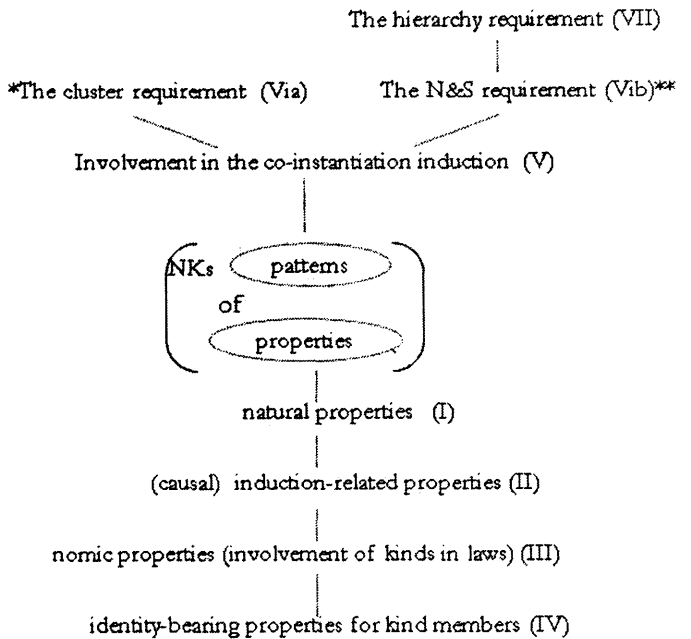 The hierarchy requirement (VII)
*The cluster requirement (Via)
The N&S requirement (Vib)**
Involvement in the co-instantiation induction (V)
NKs patterns
of
properties
natural properties (I)
(causal) induction-related properties (II)
nomic properties (involvement of kinds in laws) (III)
identity-bearing properties for kind members (IV)